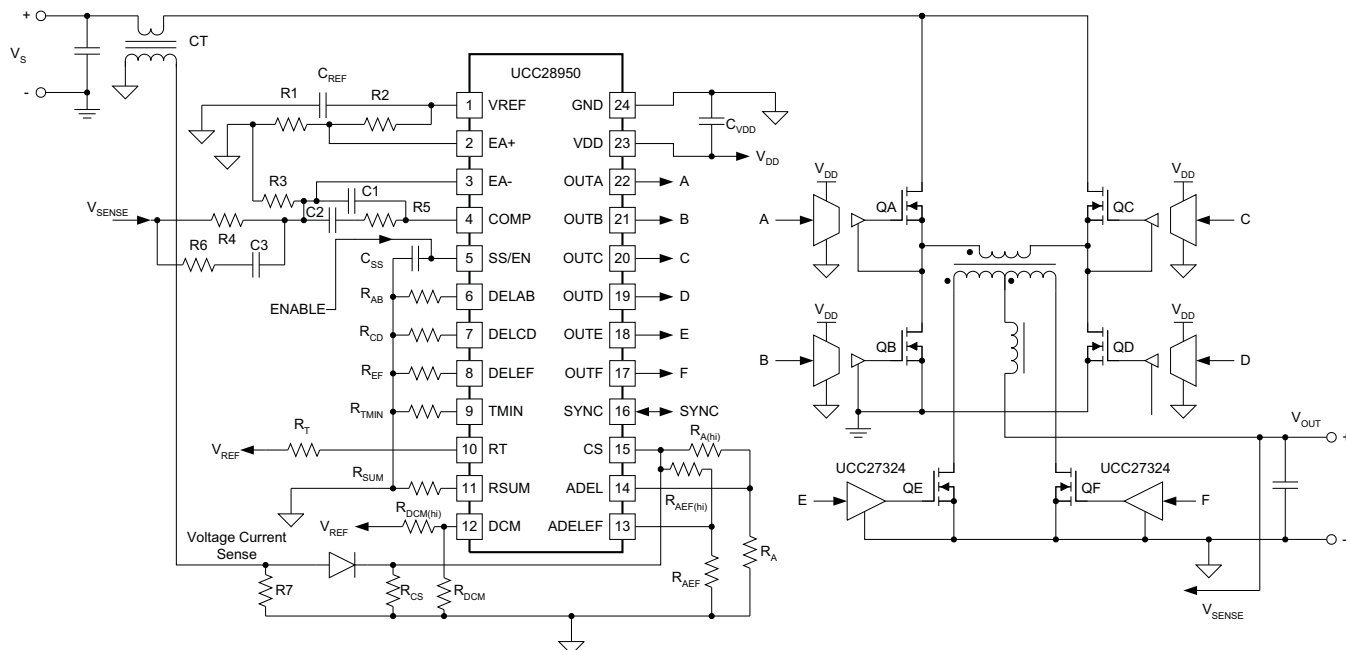 +
V_S
-
CT
UCC28950
C_REF
R1
R2
1 VREF
2 EA+
3 EA-
4 COMP
5 SS/EN
6 DELAB
7 DELCD
8 DELEF
9 TMIN
10 RT
11 RSUM
12 DCM
GND 24
VDD 23
OUTA 22
OUTB 21
OUTC 20
OUTD 19
OUTE 18
OUTF 17
SYNC 16
CS 15
ADEL 14
ADELEF 13
C_VDD
V_DD
A
B
C
D
E
F
SYNC
R3
C1
V_SENSE
R4
C2
R5
R6
C3
C_SS
ENABLE
R_AB
R_CD
R_EF
R_TMIN
V_REF
R_T
R_SUM
V_REF
R_DCM(hi)
Voltage Current
Sense
R7
R_CS
R_DCM
R_A(hi)
R_AEF(hi)
R_AEF
R_A
V_DD
A
QA
QC
V_DD
C
V_DD
B
QB
QD
V_DD
D
UCC27324
E
QE
QF
UCC27324
F
V_OUT
+
-
V_SENSE